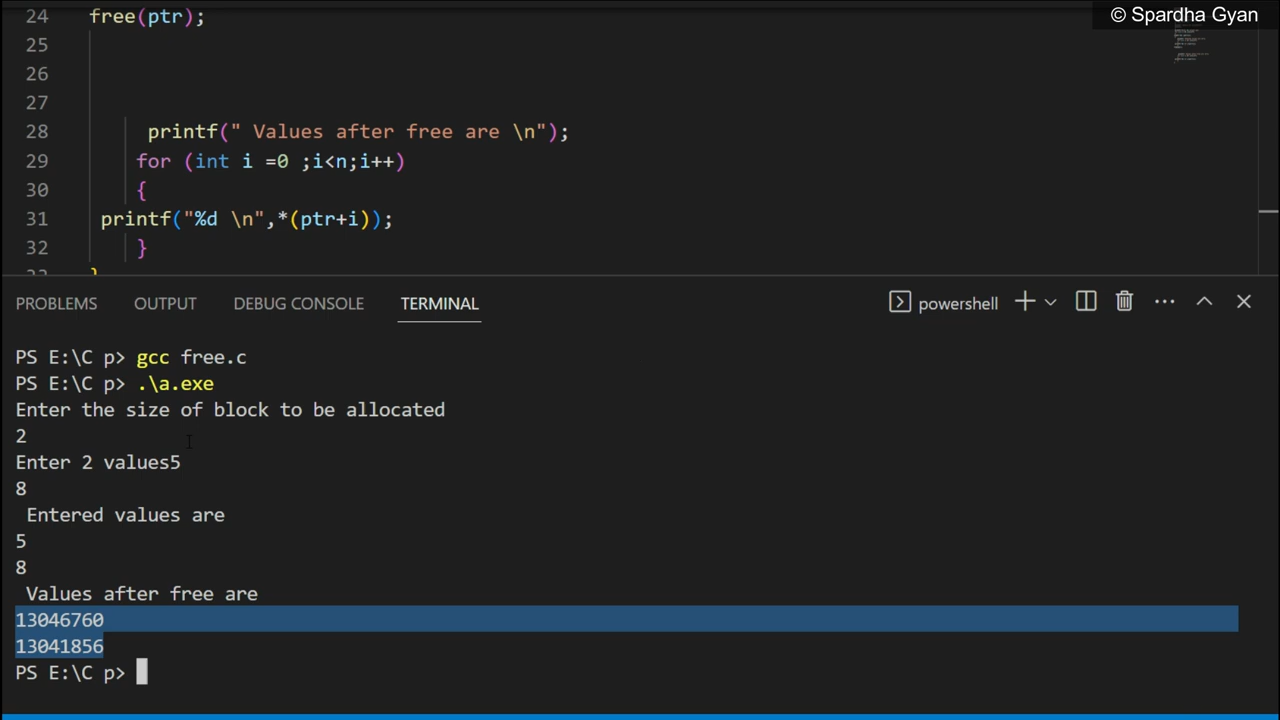 © Spardha Gyan
24 free(ptr);
25
26
27
28 printf(" Values after free are \n");
29 for (int i =0 ;i<n;i++)
30 {
31 printf("%d \n",*(ptr+i));
32 }
33 }
PROBLEMS OUTPUT DEBUG CONSOLE TERMINAL powershell
PS E:\C p> gcc free.c
PS E:\C p> .\a.exe
Enter the size of block to be allocated
2
Enter 2 values5
8
 Entered values are
5
8
 Values after free are
13046760
13041856
PS E:\C p>